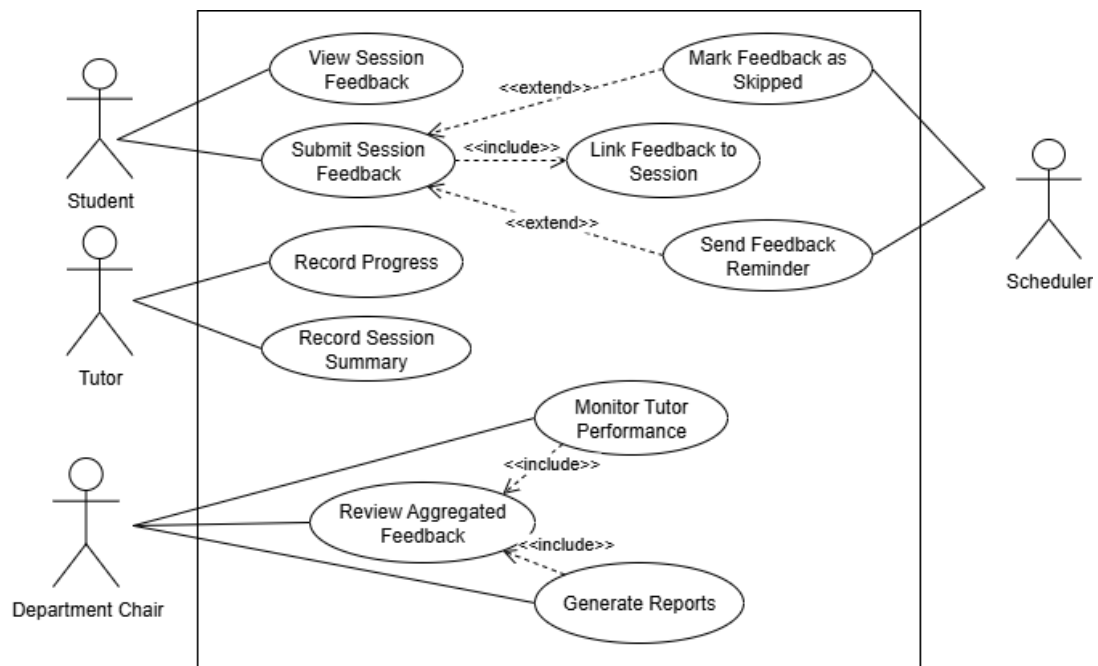 View Session
Feedback
Mark Feedback as
Skipped
<<extend>>
Submit Session
Feedback
<<include>>
Link Feedback to
Session
Student
<<extend>>
Send Feedback
Reminder
Scheduler
Record Progress
Record Session
Summary
Tutor
Monitor Tutor
Performance
<<include>>
Review Aggregated
Feedback
<<include>>
Generate Reports
Department Chair